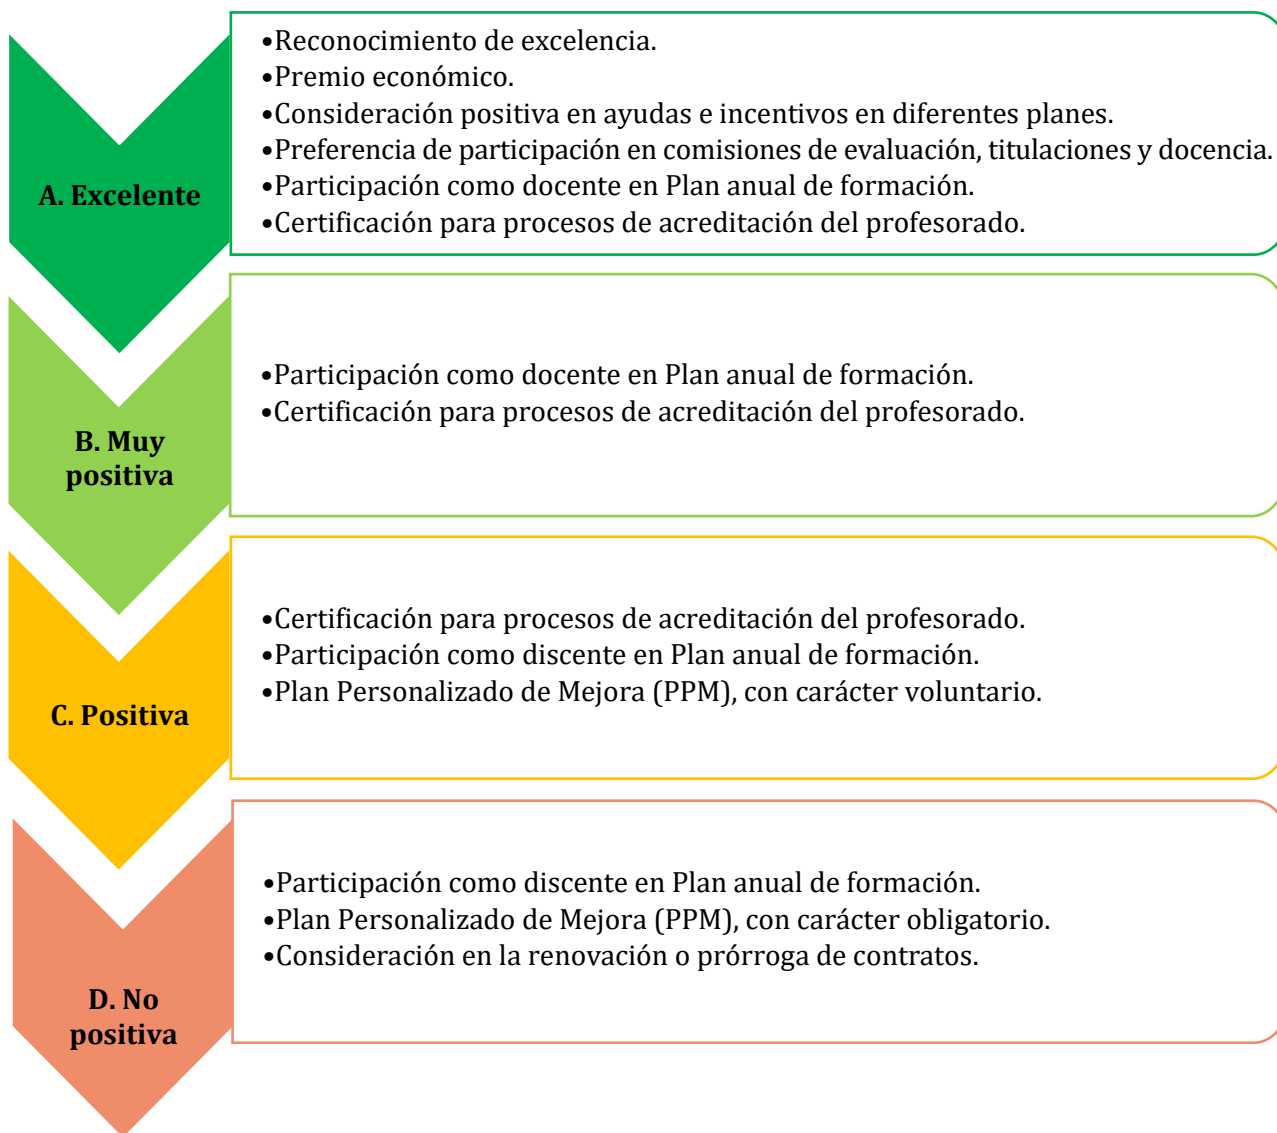 A. Excelente
•Reconocimiento de excelencia.
•Premio económico.
•Consideración positiva en ayudas e incentivos en diferentes planes.
•Preferencia de participación en comisiones de evaluación, titulaciones y docencia.
•Participación como docente en Plan anual de formación.
•Certificación para procesos de acreditación del profesorado.
B. Muy
positiva
•Participación como docente en Plan anual de formación.
•Certificación para procesos de acreditación del profesorado.
C. Positiva
•Certificación para procesos de acreditación del profesorado.
•Participación como discente en Plan anual de formación.
•Plan Personalizado de Mejora (PPM), con carácter voluntario.
D. No
positiva
•Participación como discente en Plan anual de formación.
•Plan Personalizado de Mejora (PPM), con carácter obligatorio.
•Consideración en la renovación o prórroga de contratos.